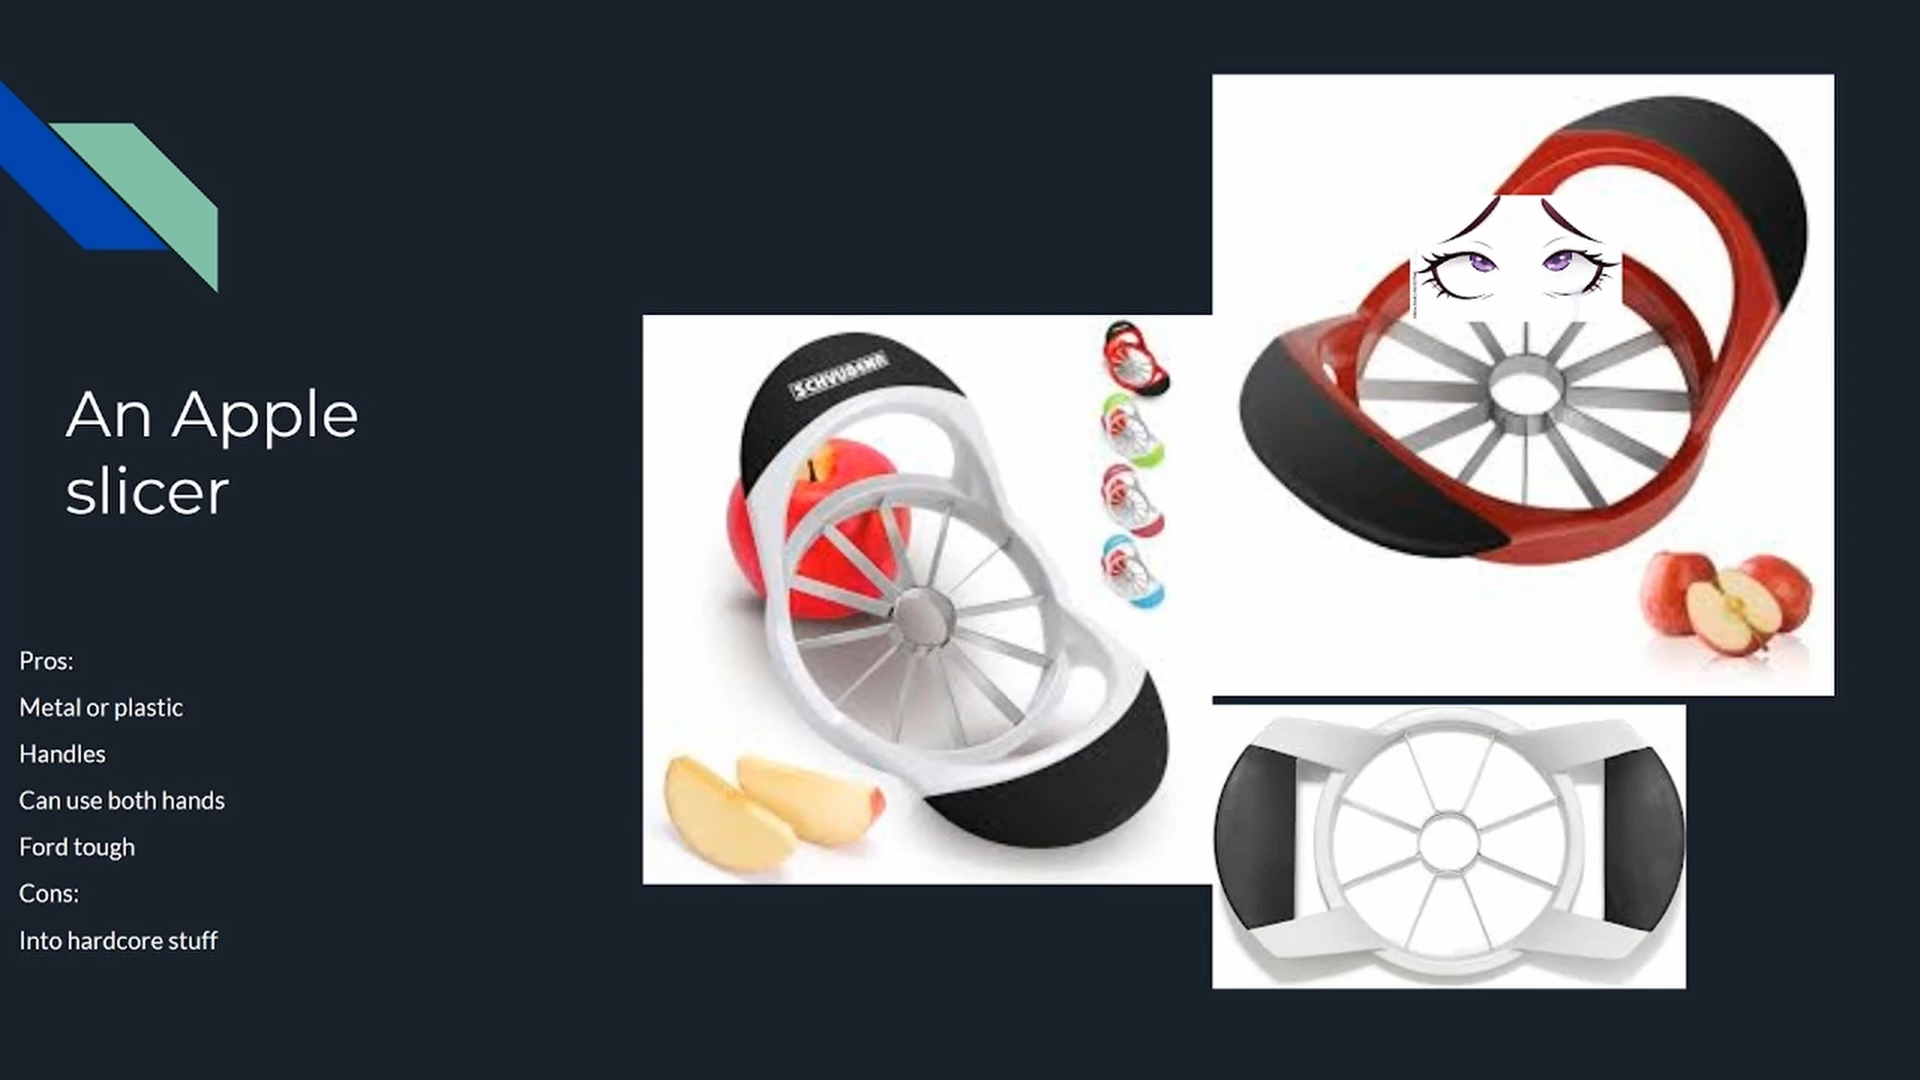 An Apple
slicer
Pros:
Metal or plastic
Handles
Can use both hands
Ford tough
Cons:
Into hardcore stuff
SCHVUBENR